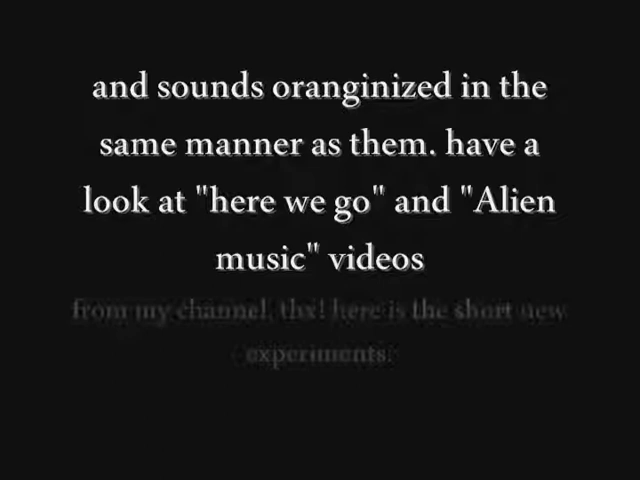 and sounds oranginized in the
same manner as them. have a
look at "here we go" and "Alien
music" videos
from my channel. thx! here is the short new
experiments.